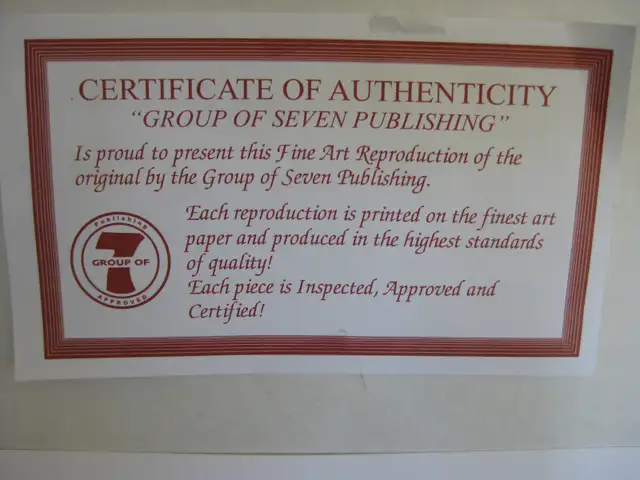 CERTIFICATE OF AUTHENTICITY
"GROUP OF SEVEN PUBLISHING"
Is proud to present this Fine Art Reproduction of the
original by the Group of Seven Publishing.
Each reproduction is printed on the finest art
paper and produced in the highest standards
of quality!
Each piece is Inspected, Approved and
Certified!
Publishing
7
GROUP OF
APPROVED